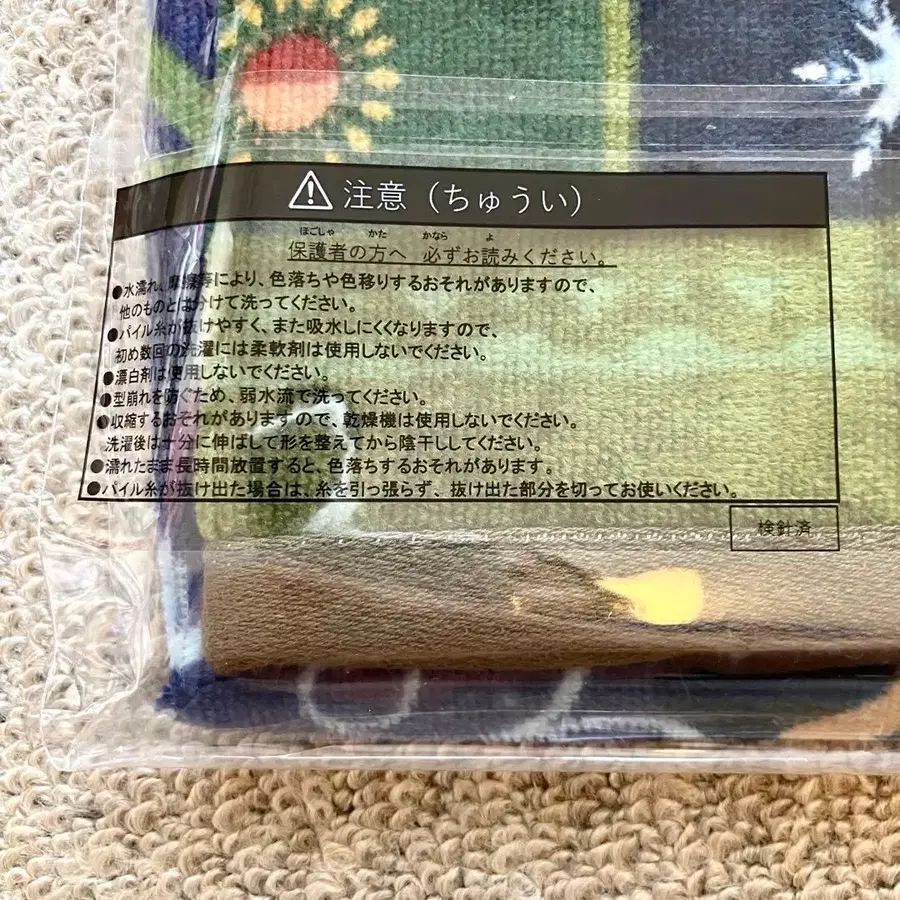 注意（ちゅうい）
ほごしゃ かた かなら よ
保護者の方へ 必ずお読みください。
●水濡れ、摩擦等により、色落ちや色移りするおそれがありますので、
他のものとは分けて洗ってください。
●パイル糸が抜けやすく、また吸水しにくくなりますので、
初め数回の洗濯には柔軟剤は使用しないでください。
●漂白剤は使用しないでください。
●型崩れを防ぐため、弱水流で洗ってください。
●収縮するおそれがありますので、乾燥機は使用しないでください。
洗濯後は十分に伸ばして形を整えてから陰干ししてください。
●濡れたまま長時間放置すると、色落ちするおそれがあります。
●パイル糸が抜け出た場合は、糸を引っ張らず、抜け出た部分を切ってお使いください。
検針済